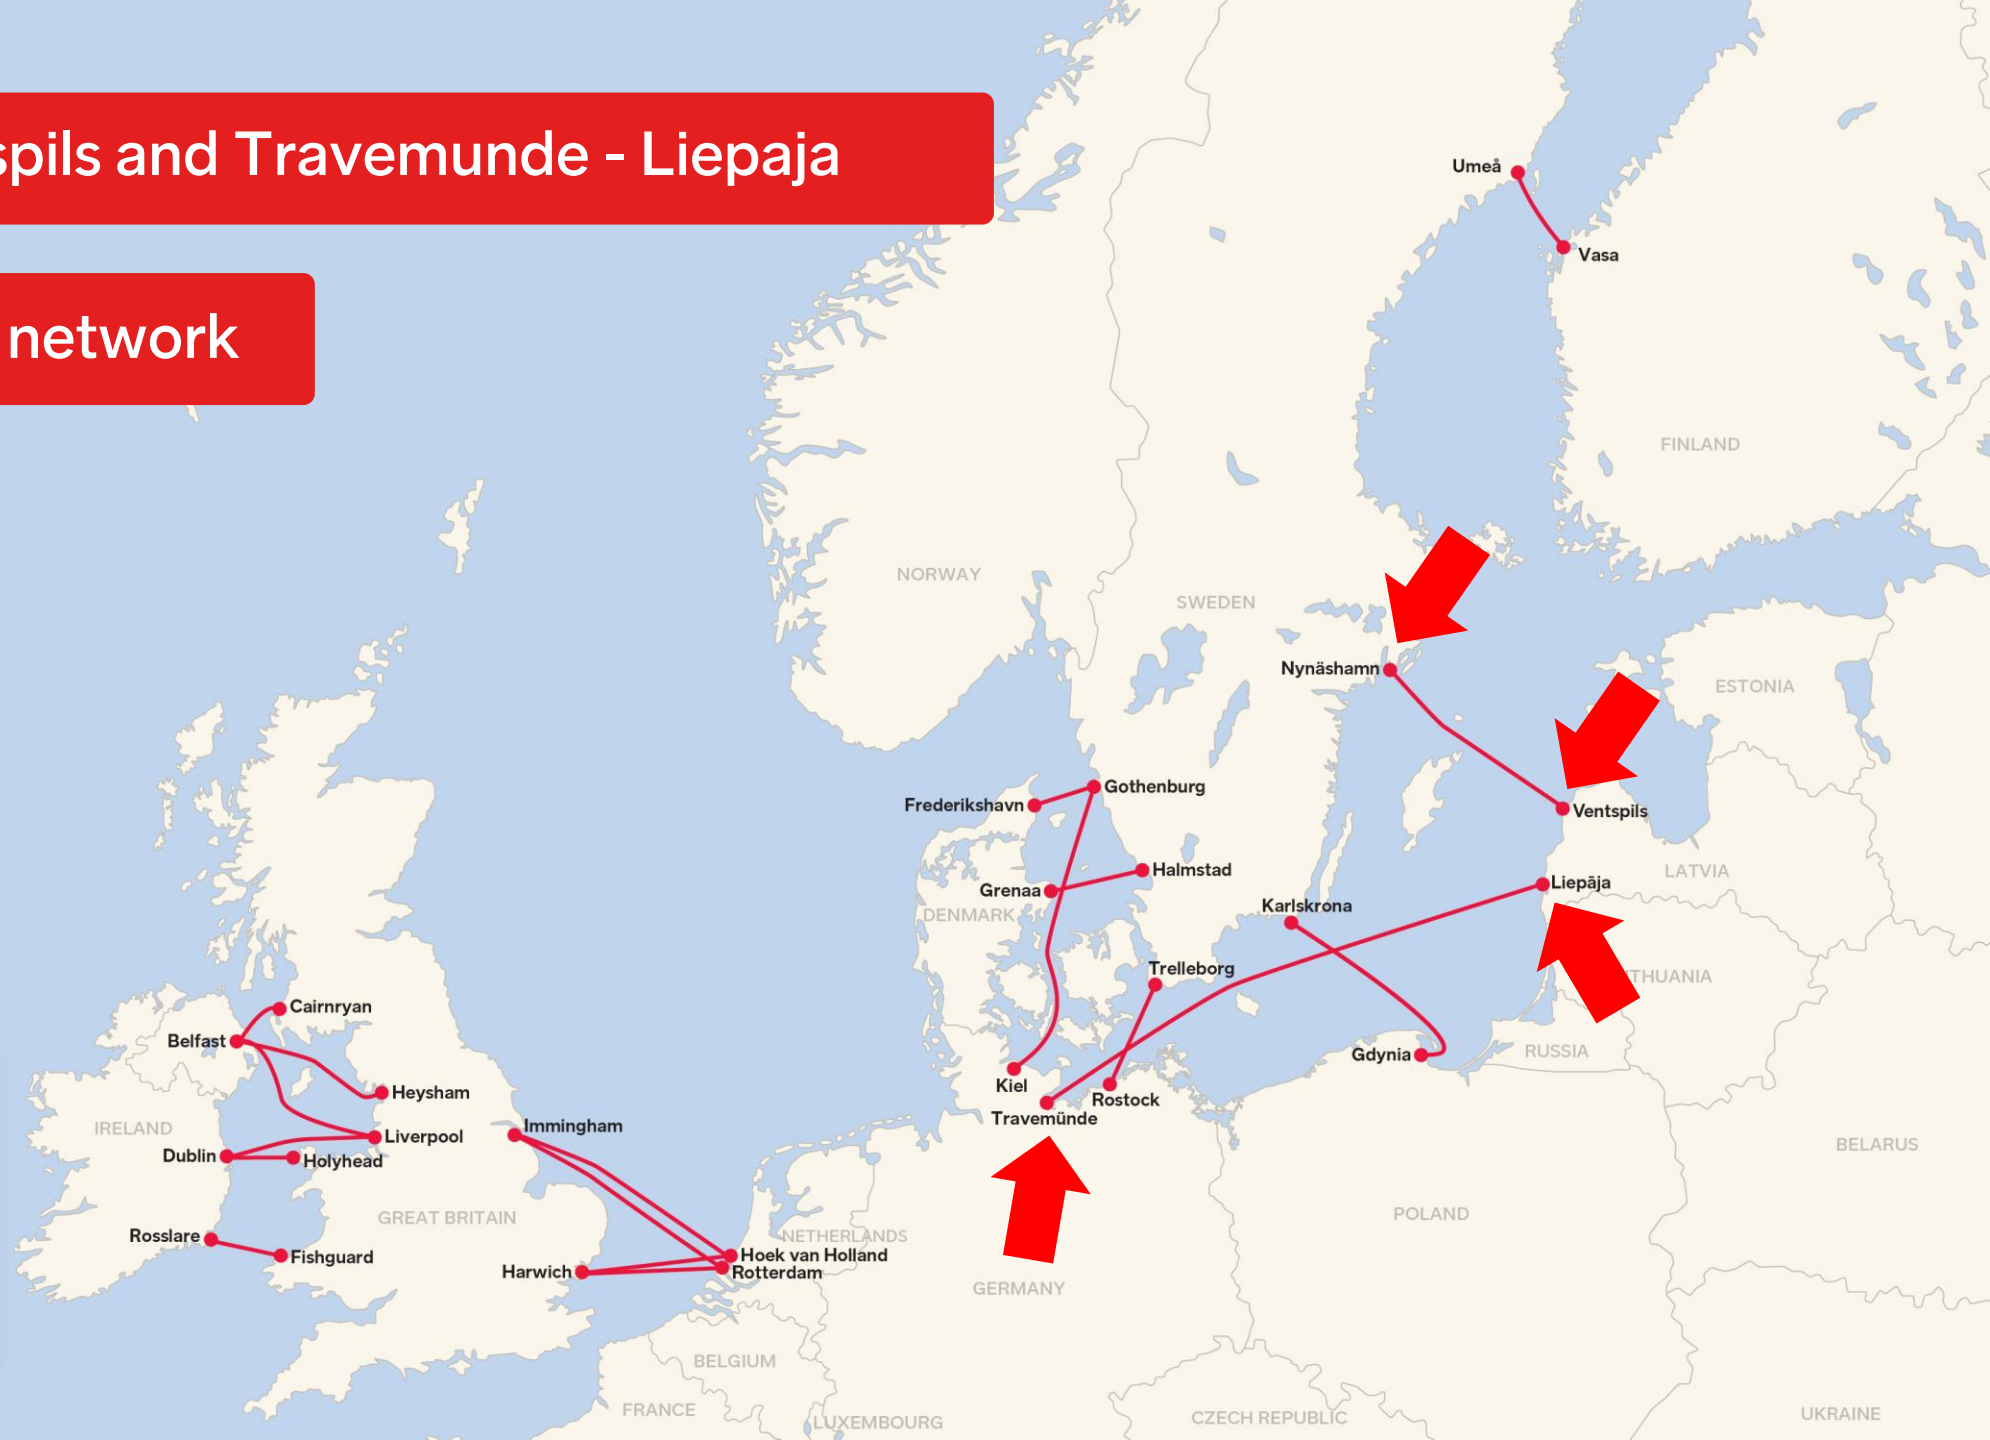 spils and Travemunde - Liepaja
network
Umeå
Vasa
FINLAND
NORWAY
SWEDEN
Nynäshamn
ESTONIA
Gothenburg
Frederikshavn
Ventspils
Halmstad
LATVIA
Liepāja
Grenaa
DENMARK
Karlskrona
Trelleborg
THUANIA
Cairnryan
Belfast
Gdynia
RUSSIA
Kiel
Heysham
Rostock
Travemünde
Immingham
IRELAND
Liverpool
BELARUS
Dublin
Holyhead
GREAT BRITAIN
POLAND
Rosslare
NETHERLANDS
Fishguard
Hoek van Holland
Harwich
Rotterdam
GERMANY
BELGIUM
FRANCE
LUXEMBOURG
CZECH REPUBLIC
UKRAINE